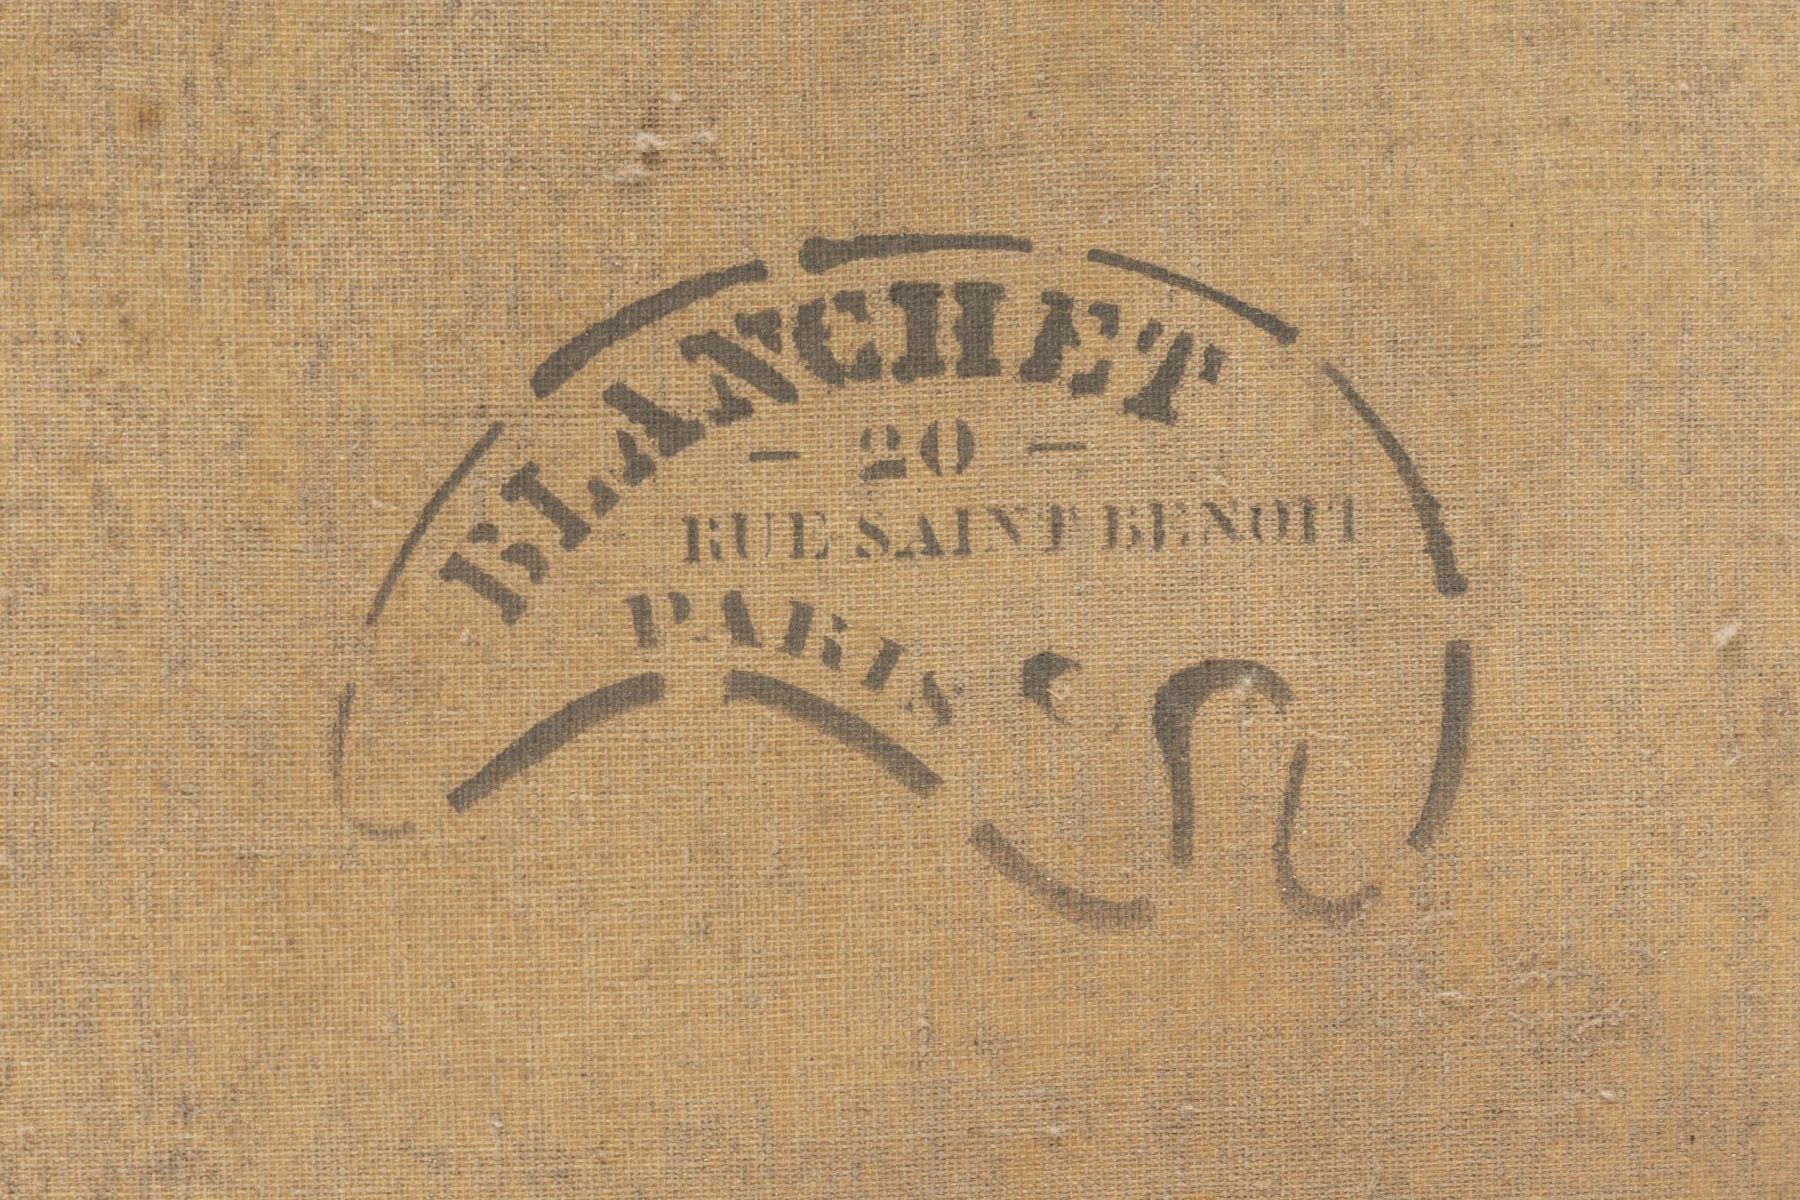 BLANCHET
- 20 -
RUE SAINT BENOIT
PARIS